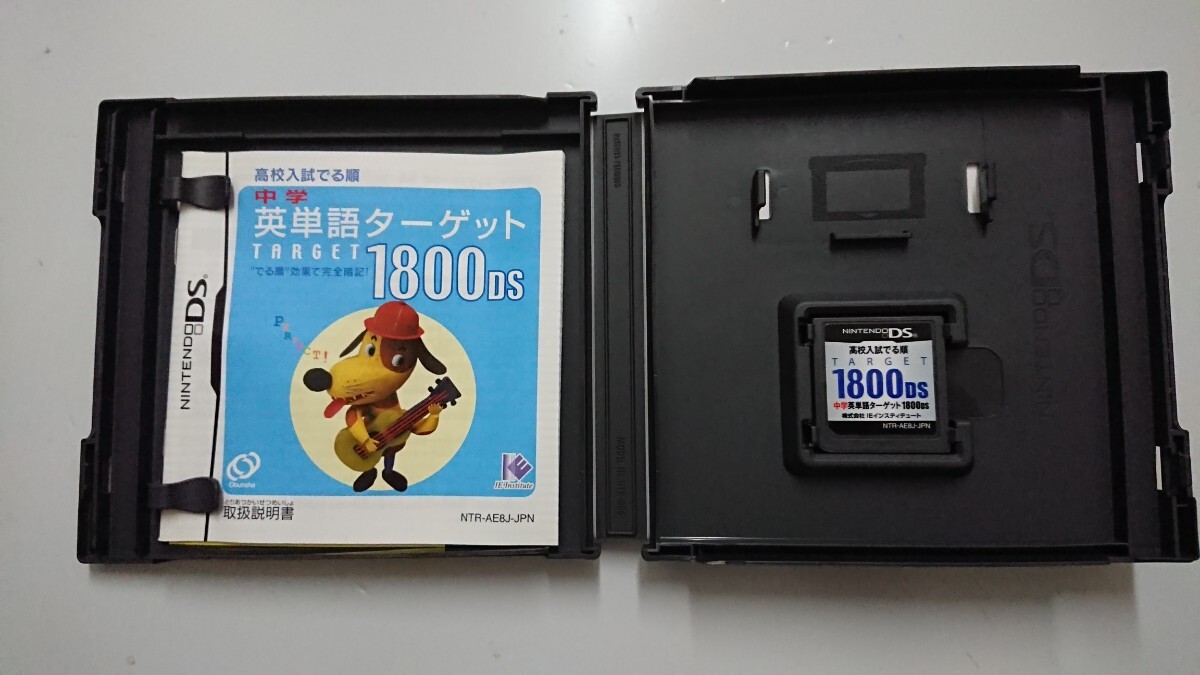 高校入試でる順
中学
英単語ターゲット
TARGET
"でる順"効果で完全暗記!
1800DS
PERFECT!
NINTENDO DS
Obunsha
IE Institute
とりあつかいせつめいしょ
取扱説明書
NTR-AE8J-JPN
NINTENDO DS
NINTENDO DS
高校入試でる順
TARGET
1800DS
中学英単語ターゲット1800DS
株式会社 IEインスティテュート
NTR-AE8J-JPN